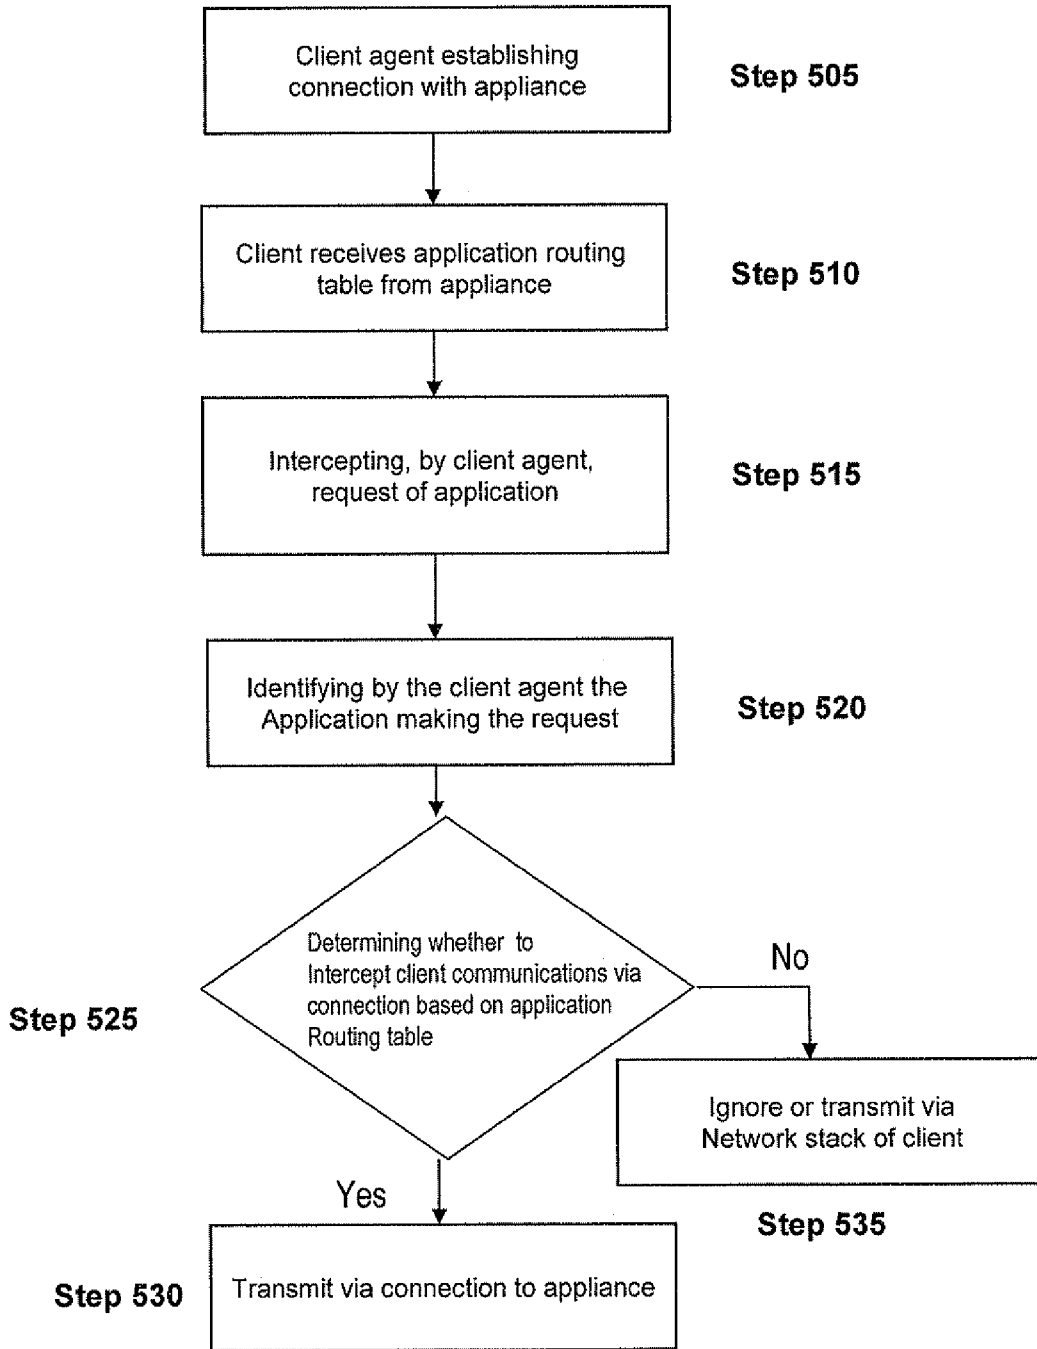 Client agent establishing
connection with appliance
Step 505
Client receives application routing
table from appliance
Step 510
Intercepting, by client agent,
request of application
Step 515
Identifying by the client agent the
Application making the request
Step 520
Determining whether to
Intercept client communications via
connection based on application
Routing table
Step 525
No
Ignore or transmit via
Network stack of client
Step 535
Yes
Transmit via connection to appliance
Step 530